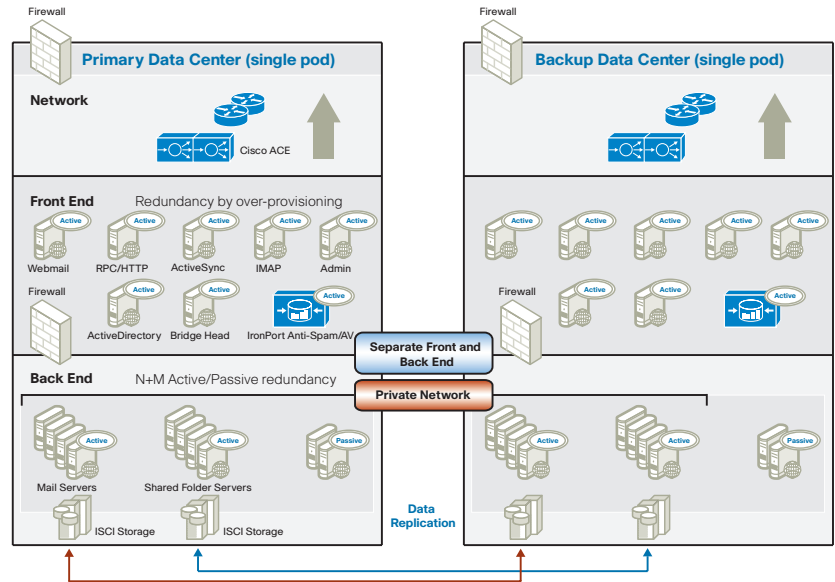 Firewall
Firewall
Primary Data Center (single pod)
Backup Data Center (single pod)
Network
Cisco ACE
Front End
Redundancy by over-provisioning
Active
Active
Active
Active
Active
Active
Active
Active
Active
Active
Webmail
RPC/HTTP
ActiveSync
IMAP
Admin
Firewall
Firewall
Active
Active
Active
Active
Active
Active
ActiveDirectory
Bridge Head
IronPort Anti-Spam/AV
Separate Front and
Back End
Back End
N+M Active/Passive redundancy
Private Network
Active
Active
Passive
Active
Active
Passive
Mail Servers
Shared Folder Servers
ISCI Storage
ISCI Storage
Data
Replication